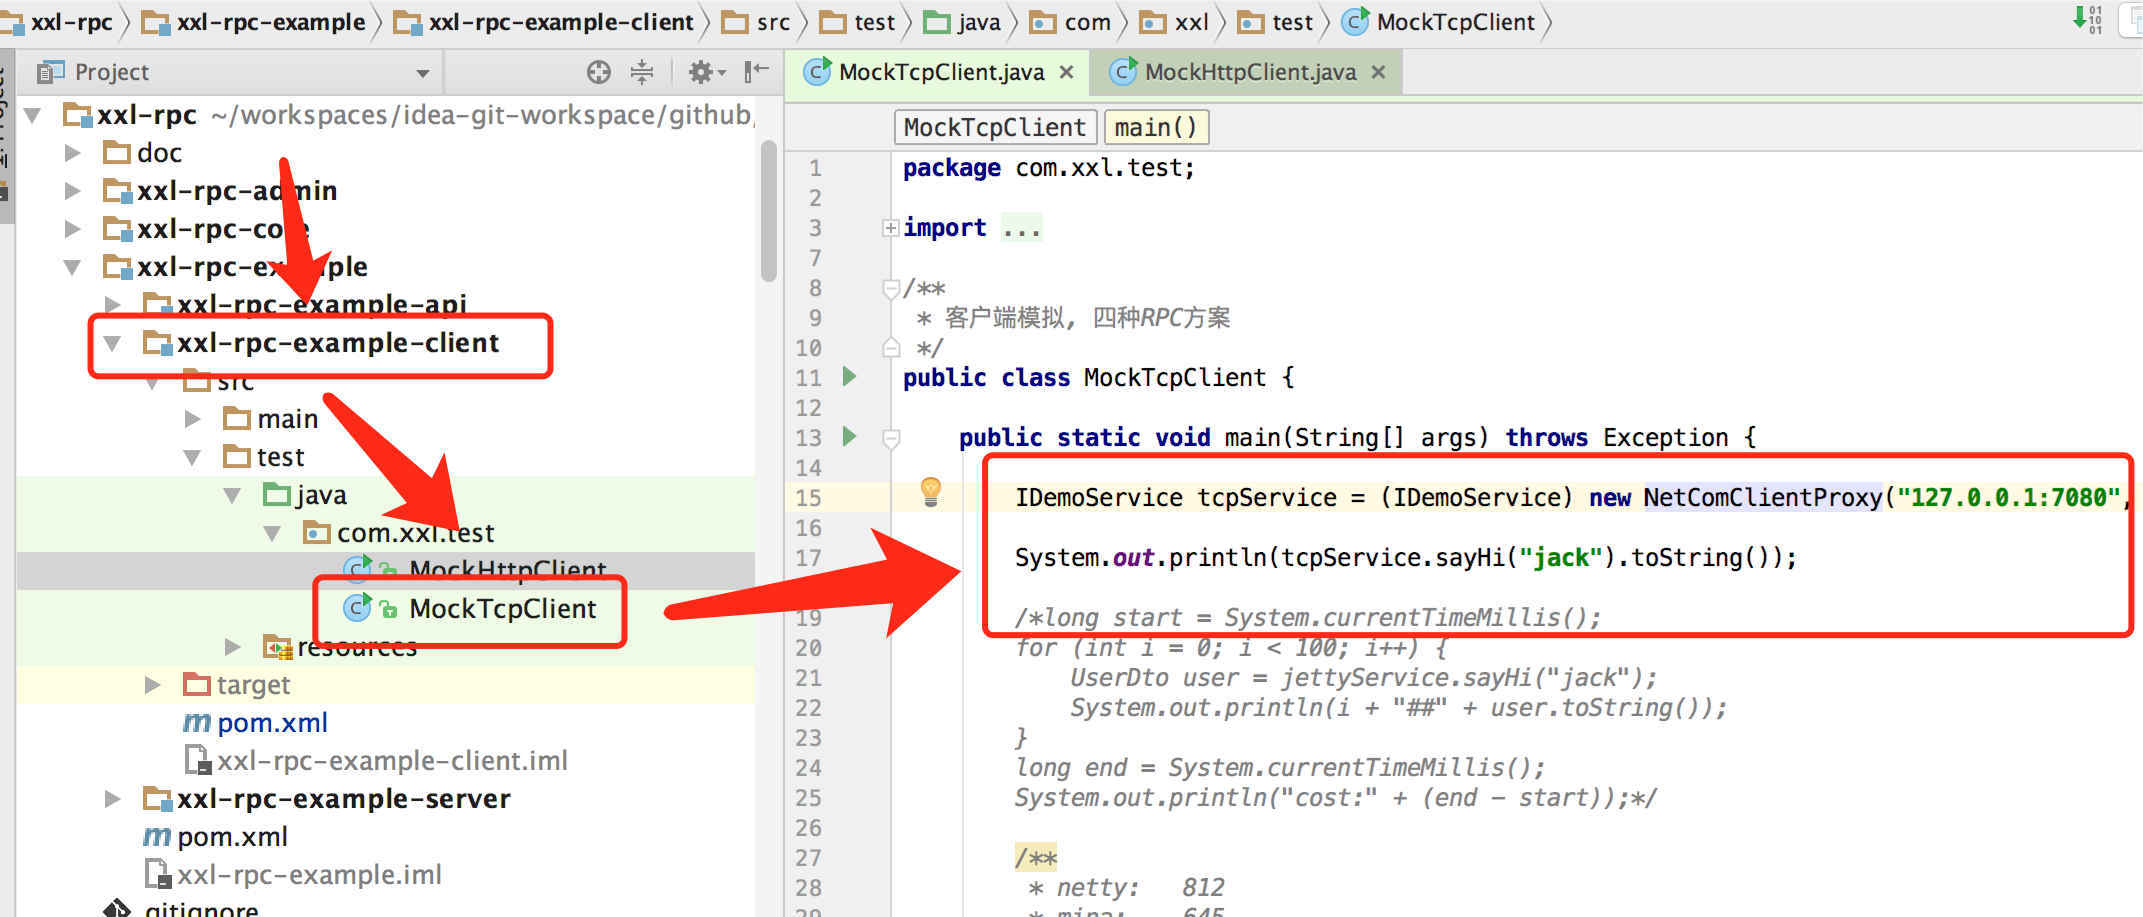 xxl-rpc xxl-rpc-example xxl-rpc-example-client src test java com xxl test MockTcpClient
Project
xxl-rpc ~/workspaces/idea-git-workspace/github/
doc
xxl-rpc-admin
xxl-rpc-core
xxl-rpc-example
xxl-rpc-example-api
xxl-rpc-example-client
src
main
test
java
com.xxl.test
MockHttpClient
MockTcpClient
resources
target
pom.xml
xxl-rpc-example-client.iml
xxl-rpc-example-server
pom.xml
xxl-rpc-example.iml
.gitignore
MockTcpClient.java MockHttpClient.java
MockTcpClient main()
1 package com.xxl.test;
2
3 import ...
7
8 /**
9 * 客户端模拟, 四种RPC方案
10 */
11 public class MockTcpClient {
12
13 public static void main(String[] args) throws Exception {
14
15 IDemoService tcpService = (IDemoService) new NetComClientProxy("127.0.0.1:7080",
16
17 System.out.println(tcpService.sayHi("jack").toString());
19 /*long start = System.currentTimeMillis();
20 for (int i = 0; i < 100; i++) {
21 UserDto user = jettyService.sayHi("jack");
22 System.out.println(i + "##" + user.toString());
23 }
24 long end = System.currentTimeMillis();
25 System.out.println("cost:" + (end - start));*/
26
27 /**
28 * netty: 812
29 * mina: 645